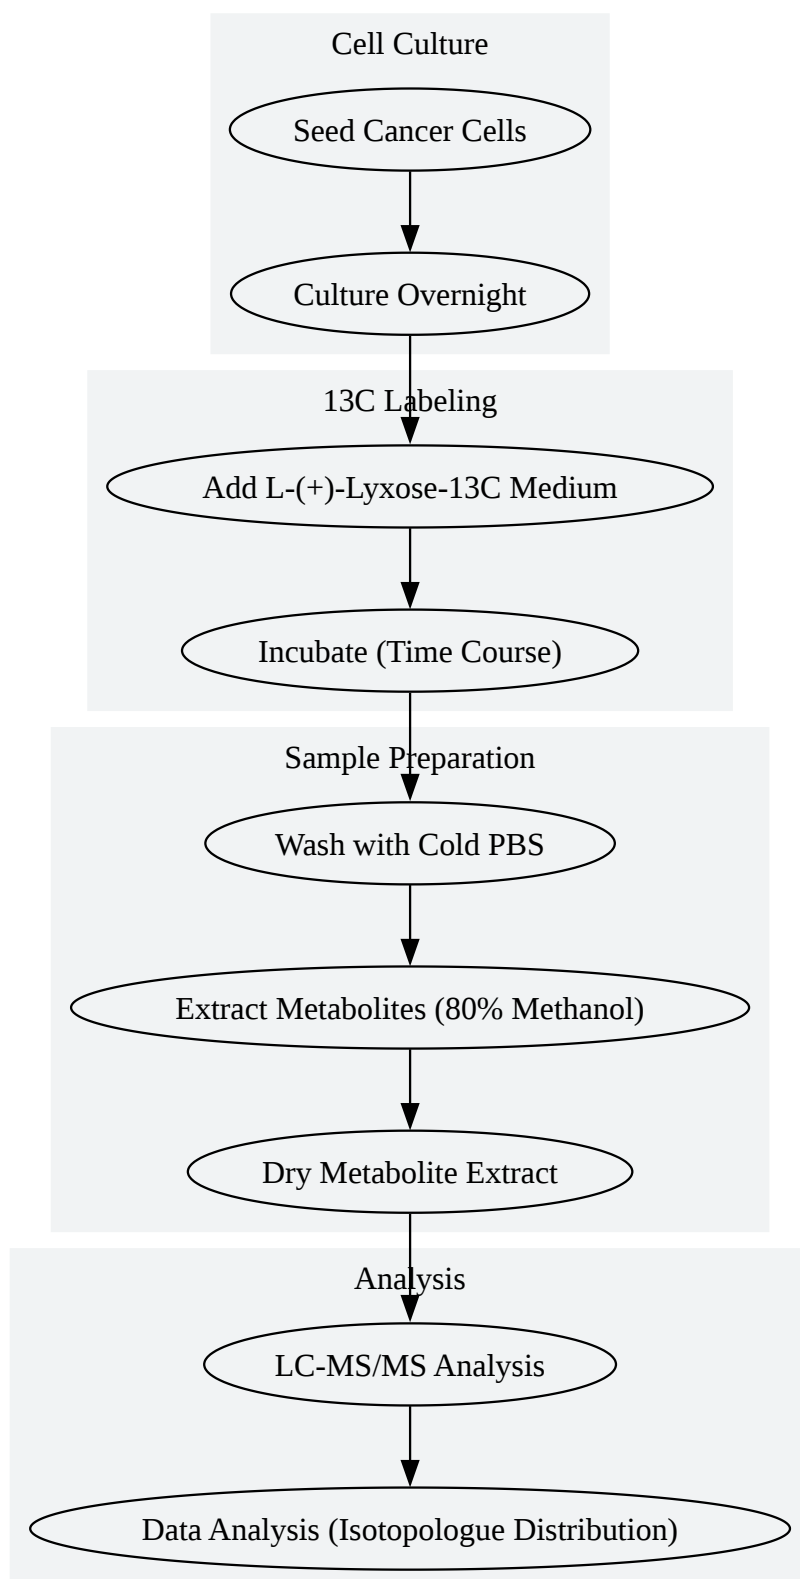 Cell Culture
Seed Cancer Cells
Culture Overnight
13C Labeling
Add L-(+)-Lyxose-13C Medium
Incubate (Time Course)
Sample Preparation
Wash with Cold PBS
Extract Metabolites (80% Methanol)
Dry Metabolite Extract
Analysis
LC-MS/MS Analysis
Data Analysis (Isotopologue Distribution)